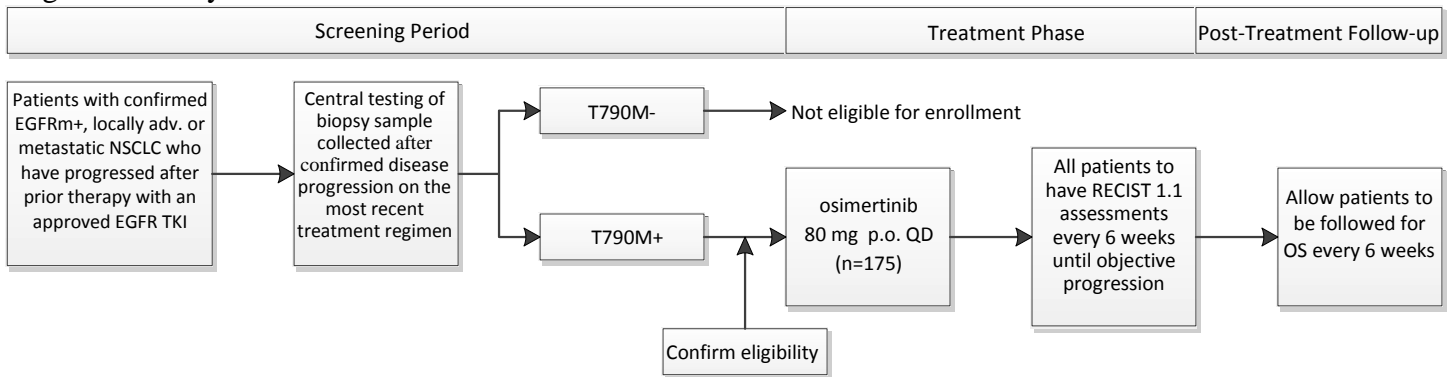 Screening Period
Treatment Phase
Post-Treatment Follow-up
Patients with confirmed
EGFRm+, locally adv. or
metastatic NSCLC who
have progressed after
prior therapy with an
approved EGFR TKI
Central testing of
biopsy sample
collected after
confirmed disease
progression on the
most recent
treatment regimen
T790M-
Not eligible for enrollment
T790M+
Confirm eligibility
osimertinib
80 mg p.o. QD
(n=175)
All patients to
have RECIST 1.1
assessments
every 6 weeks
until objective
progression
Allow patients to
be followed for
OS every 6 weeks